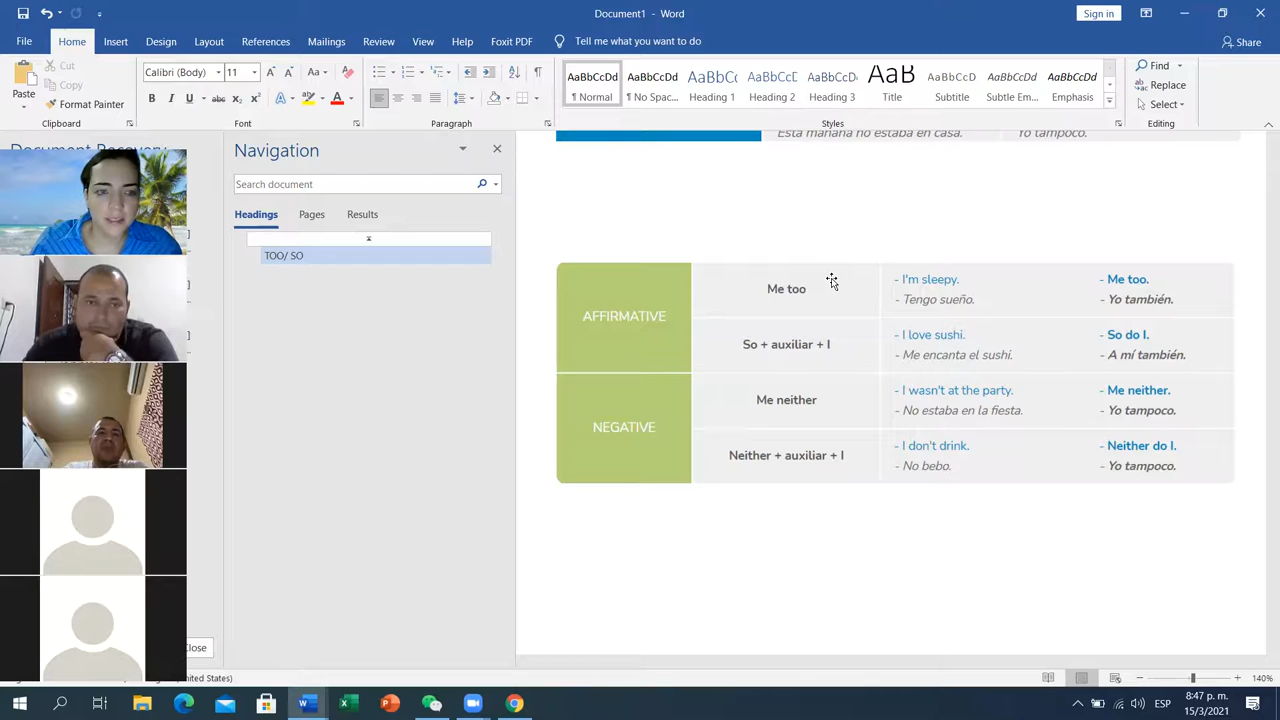 Document1 - Word
Sign in
File Home Insert Design Layout References Mailings Review View Help Foxit PDF Tell me what you want to do Share
Paste
Cut
Copy
Format Painter
Calibri (Body) 11
AaBbCcDd AaBbCcDd AaBbC AaBbCcE AaBbCcD AaB AaBbCcD AaBbCcDd AaBbCcDd
¶ Normal ¶ No Spac... Heading 1 Heading 2 Heading 3 Title Subtitle Subtle Em... Emphasis
Find
Replace
Select
Clipboard Font Paragraph Styles Editing
Document Recovery
Navigation
Search document
Headings Pages Results
TOO/ SO
Esta mañana no estaba en casa. Yo tampoco.
AFFIRMATIVE
Me too
- I'm sleepy. - Me too.
- Tengo sueño. - Yo también.
So + auxiliar + I
- I love sushi. So do I.
- Me encanta el sushi. - A mí también.
NEGATIVE
Me neither
- I wasn't at the party. - Me neither.
- No estaba en la fiesta. - Yo tampoco.
Neither + auxiliar + I
- I don't drink. - Neither do I.
- No bebo. - Yo tampoco.
Close
States)
140%
ESP
8:47 p. m.
15/3/2021